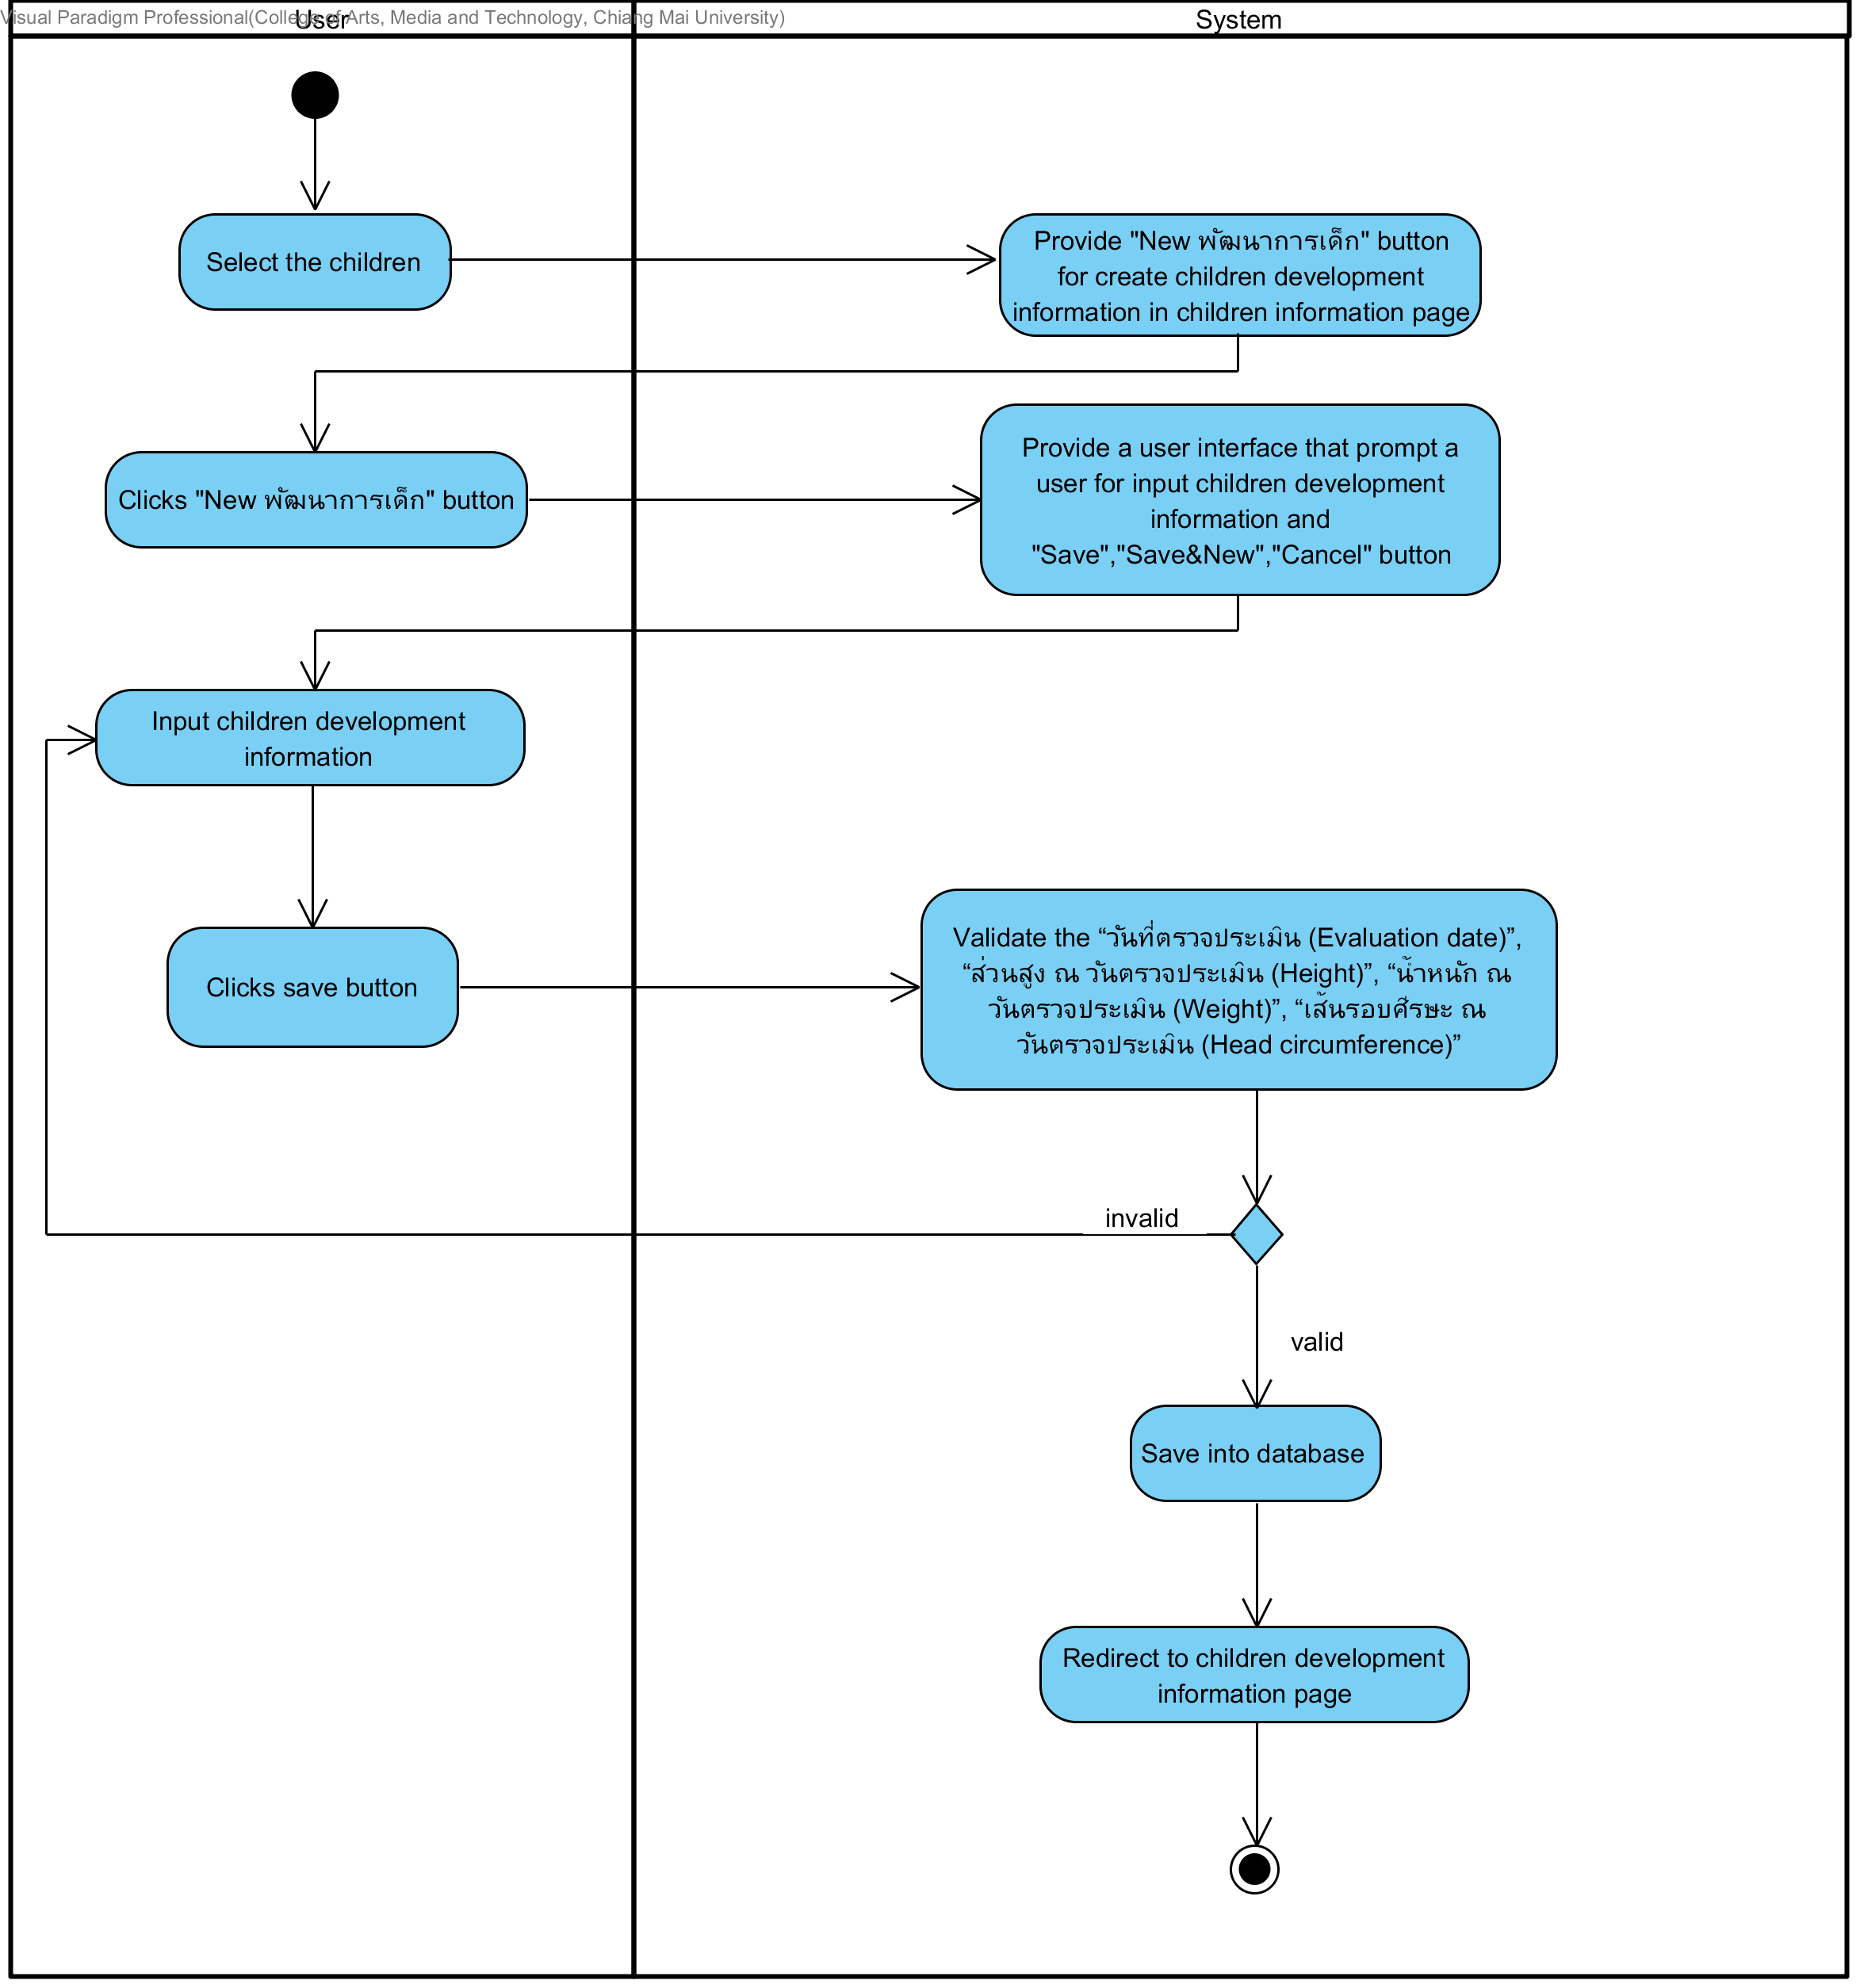 Visual Paradigm Professional(College of Arts, Media and Technology, Chiang Mai University)
User
System
Select the children
Provide "New พัฒนาการเด็ก" button
for create children development
information in children information page
Clicks "New พัฒนาการเด็ก" button
Provide a user interface that prompt a
user for input children development
information and
"Save","Save&New","Cancel" button
Input children development
information
Clicks save button
Validate the “วันที่ตรวจประเมิน (Evaluation date)”,
“ส่วนสูง ณ วันตรวจประเมิน (Height)”, “น้ำหนัก ณ
วันตรวจประเมิน (Weight)”, “เส้นรอบศีรษะ ณ
วันตรวจประเมิน (Head circumference)”
invalid
valid
Save into database
Redirect to children development
information page